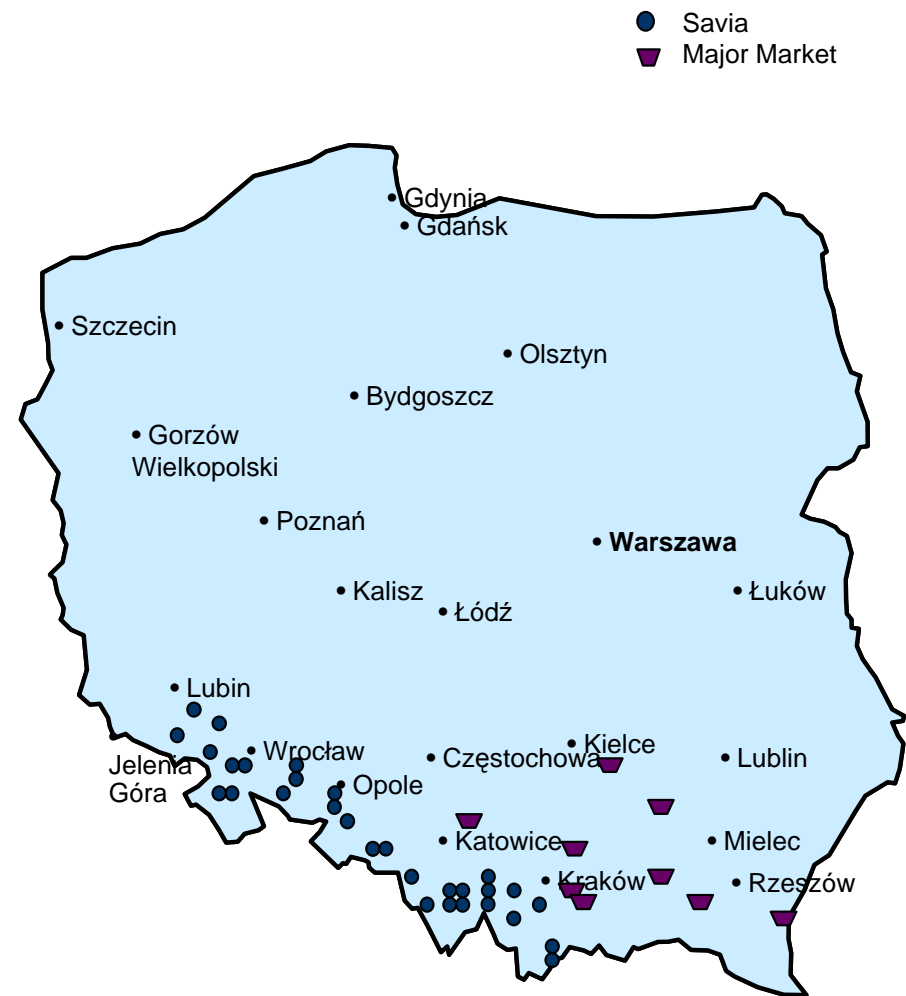 Savia
Major Market
Gdynia
Gdańsk
Szczecin
Olsztyn
Bydgoszcz
Gorzów
Wielkopolski
Poznań
Warszawa
Kalisz
Łuków
Łódź
Lubin
Kielce
Wrocław
Częstochowa
Lublin
Jelenia
Góra
Opole
Katowice
Mielec
Kraków
Rzeszów